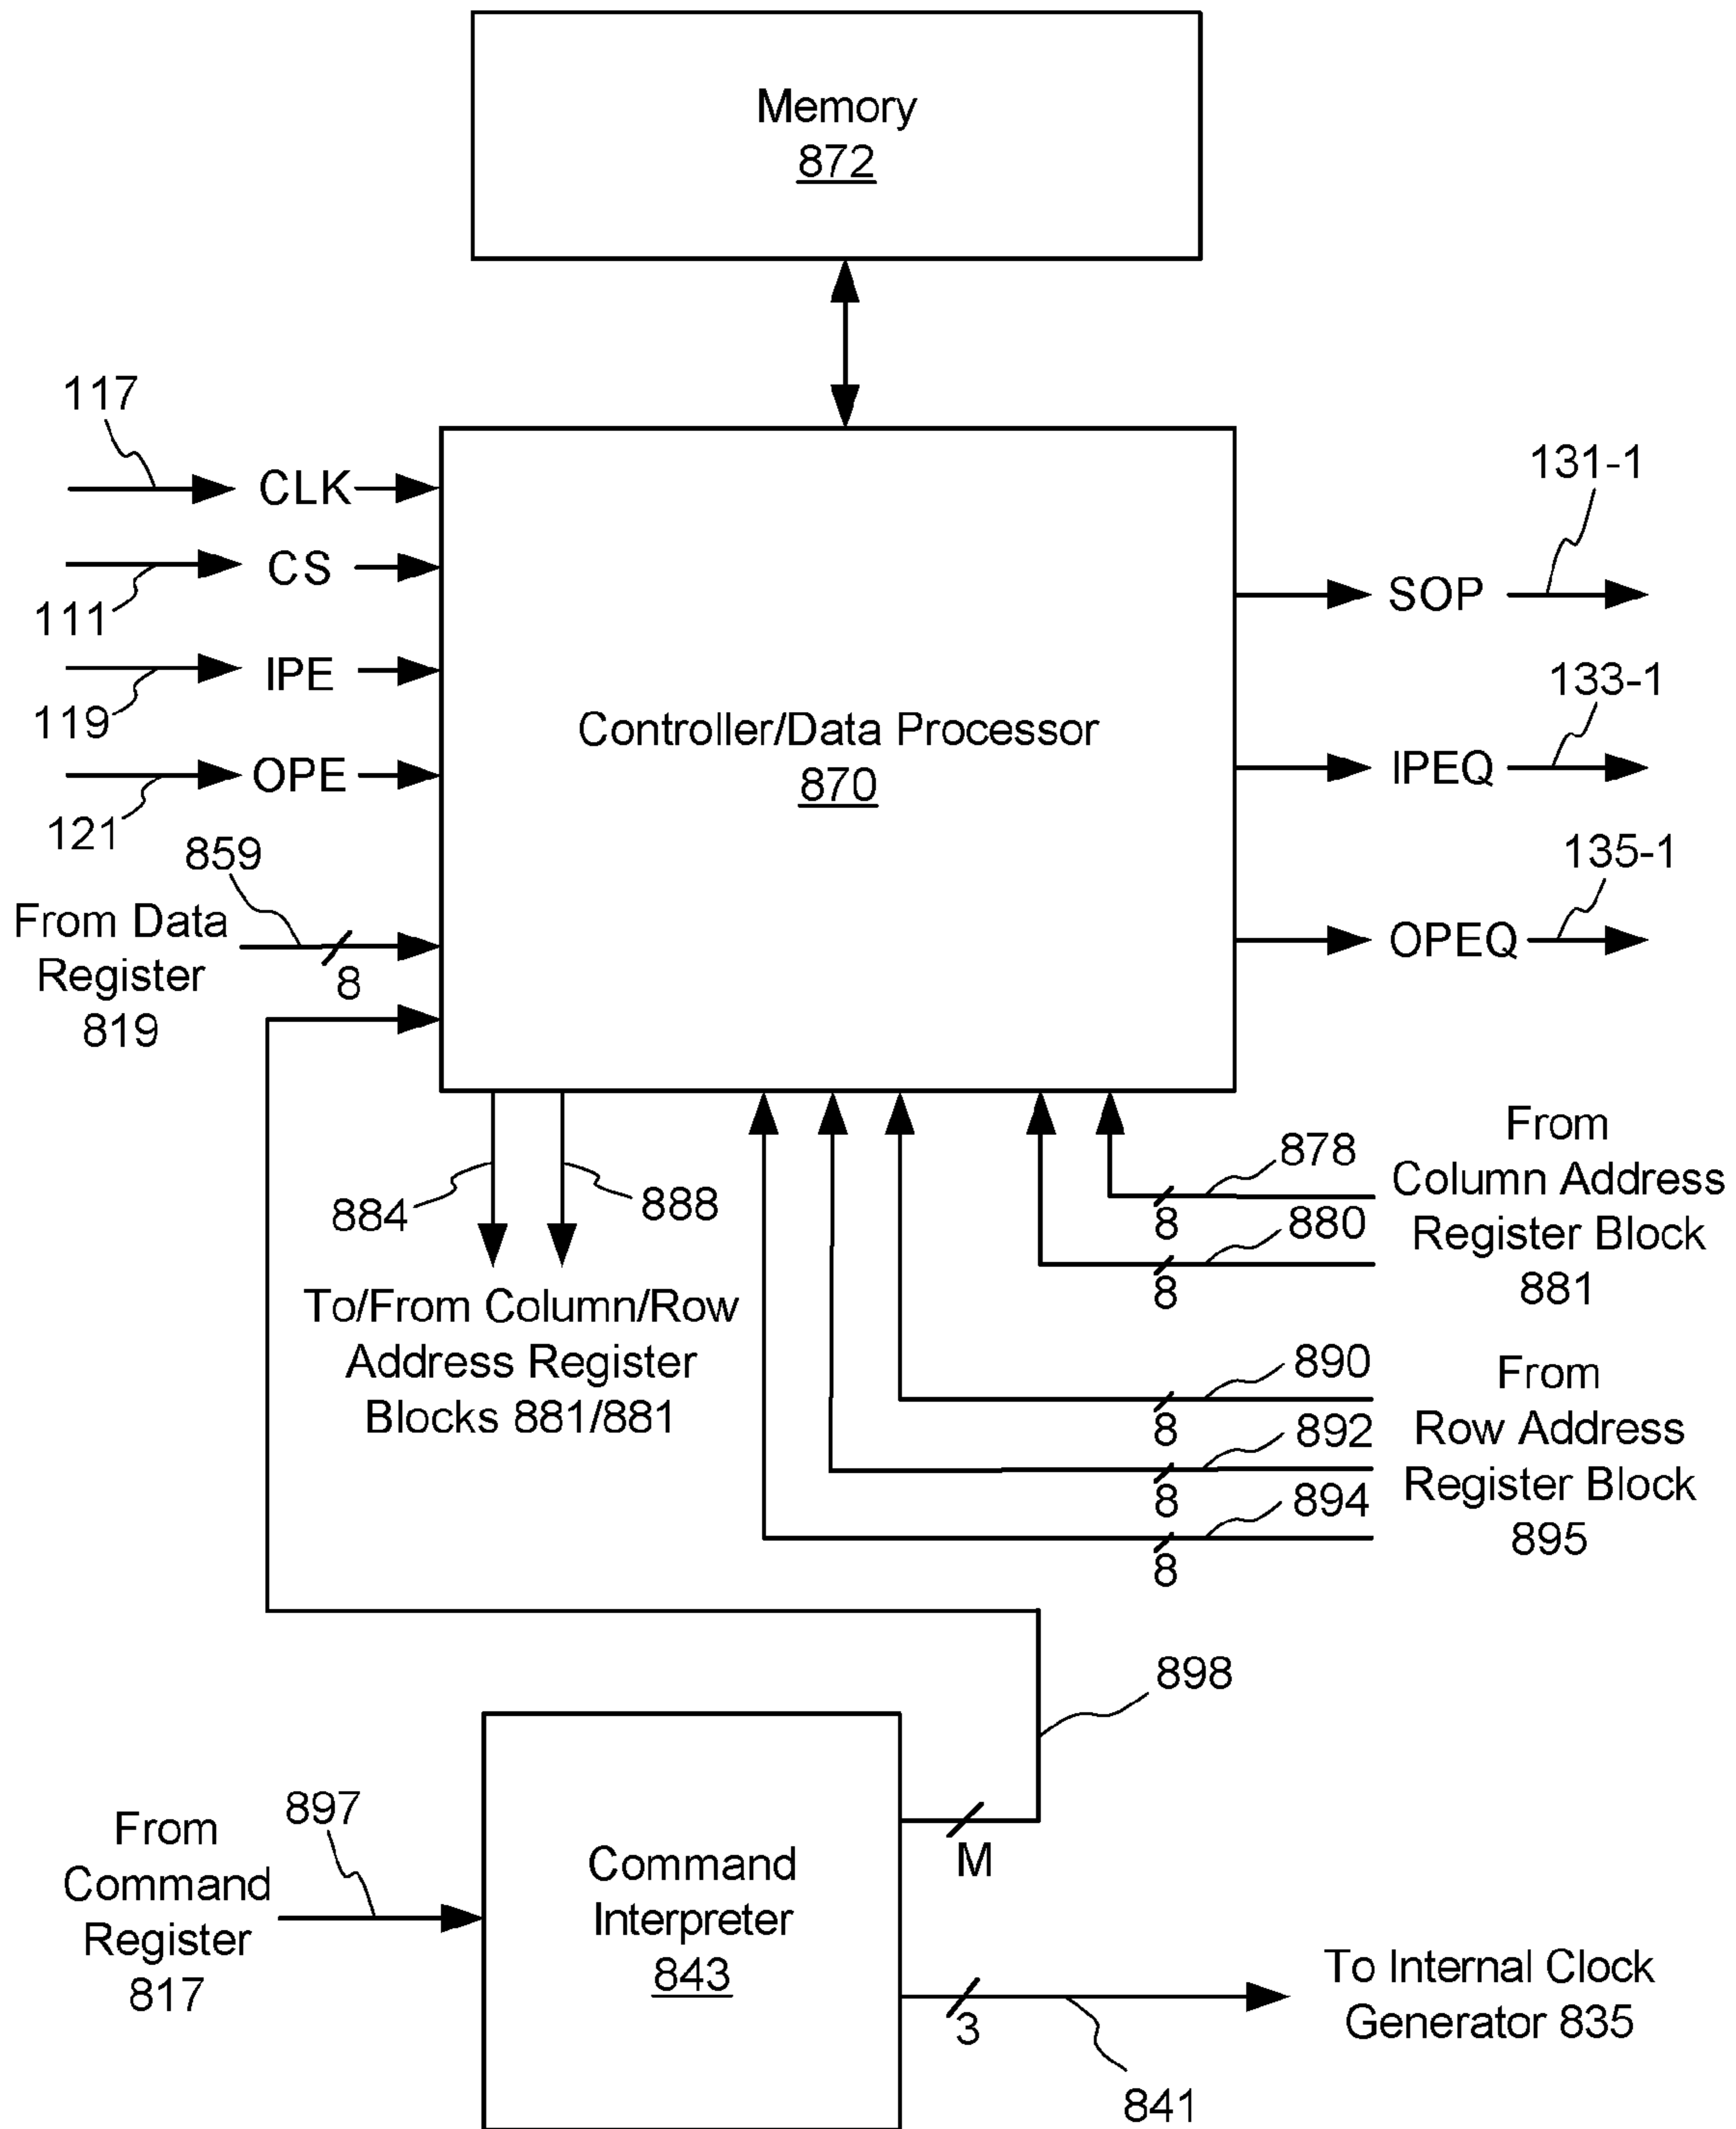 Memory
872
117
CLK
CS
111
IPE
119
OPE
121
859
From Data
Register
819
8
Controller/Data Processor
870
131-1
SOP
133-1
IPEQ
135-1
OPEQ
884
888
To/From Column/Row
Address Register
Blocks 881/881
878
8
880
8
From
Column Address
Register Block
881
890
8
892
8
894
8
From
Row Address
Register Block
895
898
From
Command
Register
817
897
Command
Interpreter
843
M
3
841
To Internal Clock
Generator 835